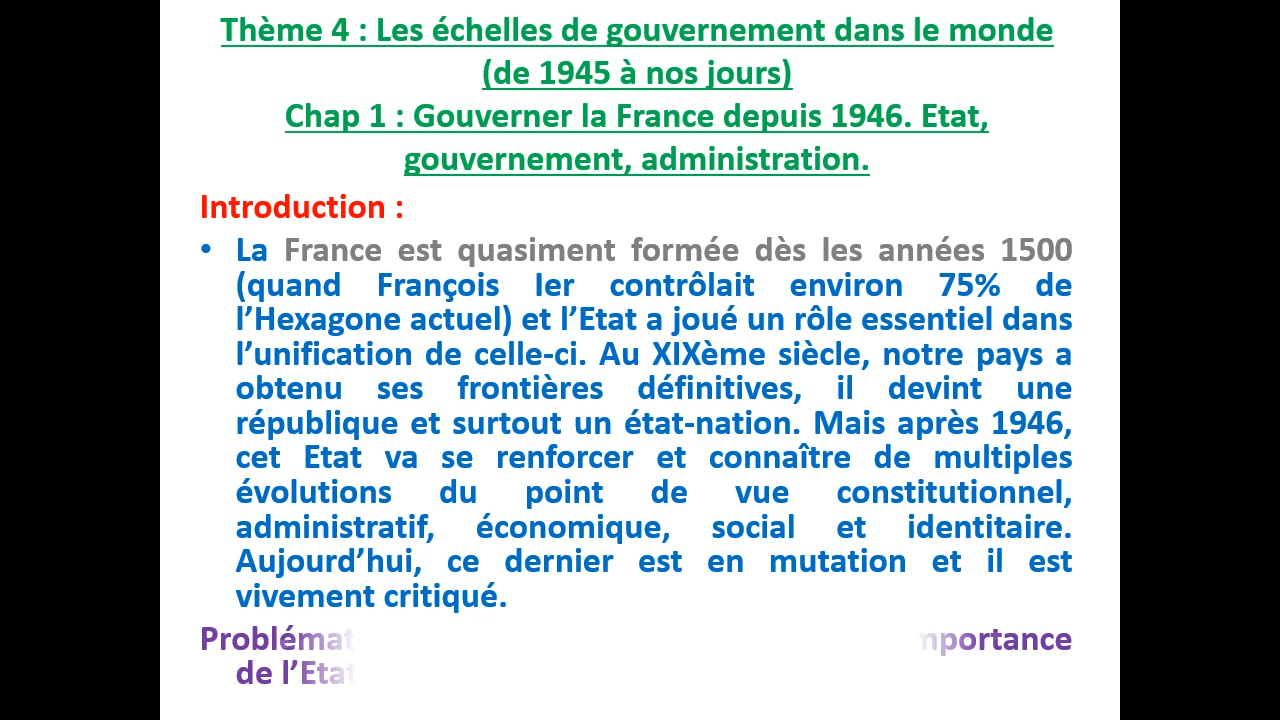 Thème 4 : Les échelles de gouvernement dans le monde
(de 1945 à nos jours)
Chap 1 : Gouverner la France depuis 1946. Etat,
gouvernement, administration.
Introduction :
• La France est quasiment formée dès les années 1500
(quand François Ier contrôlait environ 75% de
l’Hexagone actuel) et l’Etat a joué un rôle essentiel dans
l’unification de celle-ci. Au XIXème siècle, notre pays a
obtenu ses frontières définitives, il devint une
république et surtout un état-nation. Mais après 1946,
cet Etat va se renforcer et connaître de multiples
évolutions du point de vue constitutionnel,
administratif, économique, social et identitaire.
Aujourd’hui, ce dernier est en mutation et il est
vivement critiqué.
de l’Etat